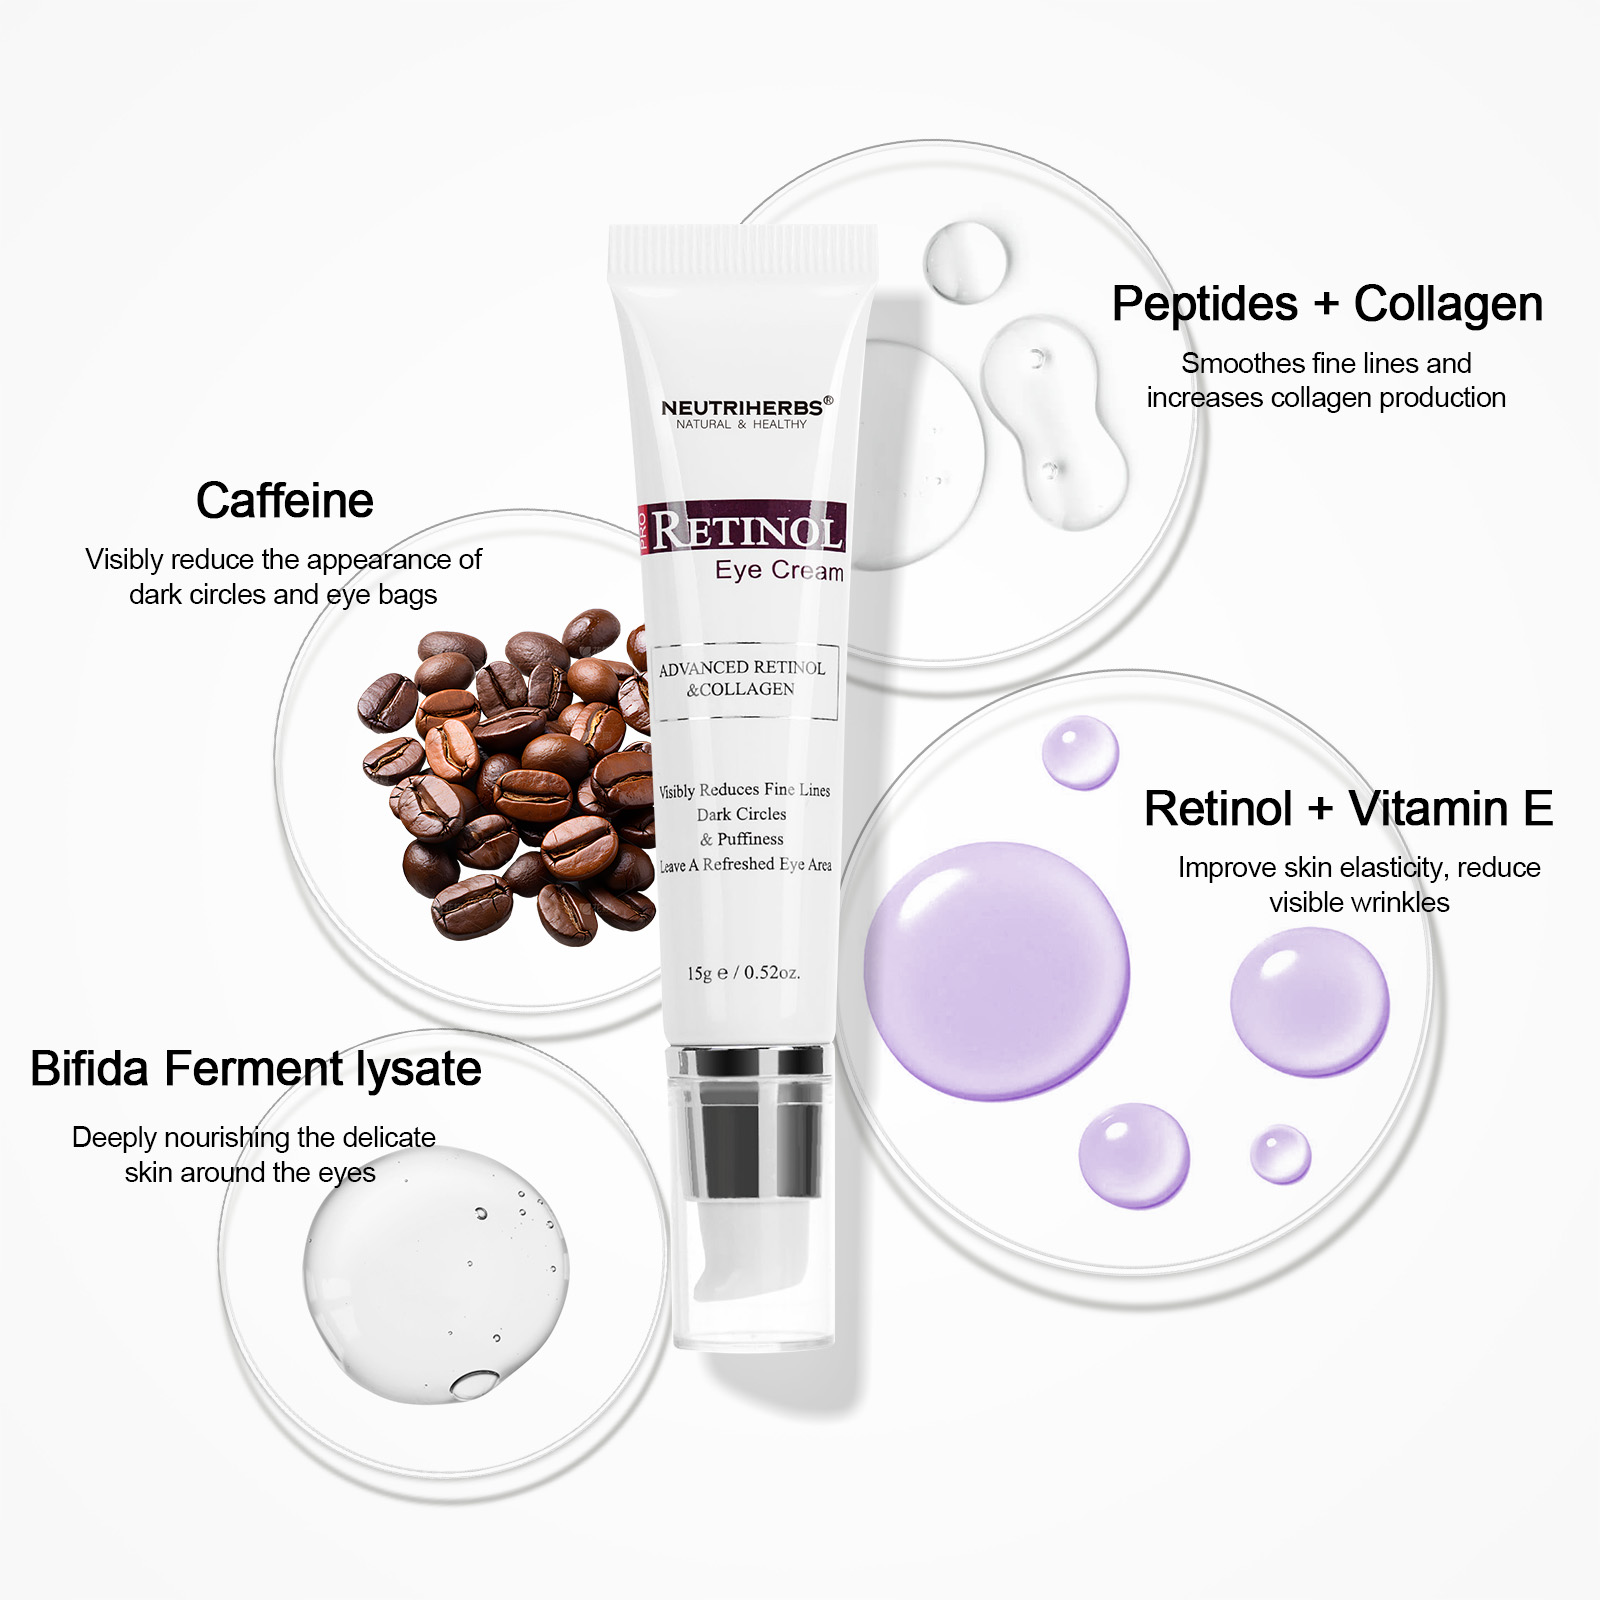 Peptides + Collagen
Smoothes fine lines and
increases collagen production
Caffeine
Visibly reduce the appearance of
dark circles and eye bags
NEUTRIHERBS®
NATURAL & HEALTHY
PRO
RETINOL
Eye Cream
ADVANCED RETINOL
&COLLAGEN
Visibly Reduces Fine Lines
Dark Circles
& Puffiness
Leave A Refreshed Eye Area
15g ℮ / 0.52oz.
Retinol + Vitamin E
Improve skin elasticity, reduce
visible wrinkles
Bifida Ferment lysate
Deeply nourishing the delicate
skin around the eyes